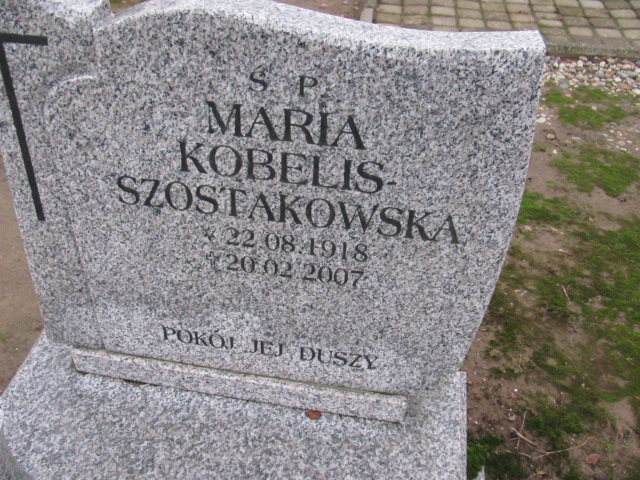 Ś P.
MARIA
KOBELIS-
SZOSTAKOWSKA
* 22.08.1918
† 20.02.2007
POKÓJ JEJ DUSZY